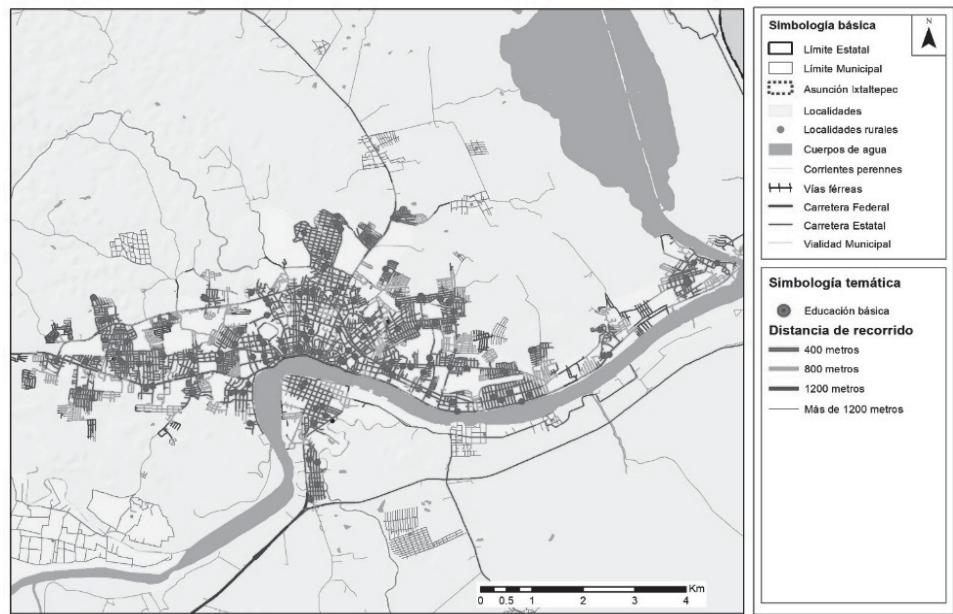 Simbología básica
N
Límite Estatal
Límite Municipal
Asunción Ixtaltepec
Localidades
Localidades rurales
Cuerpos de agua
Corrientes perennes
Vías férreas
Carretera Federal
Carretera Estatal
Vialidad Municipal
Simbología temática
Educación básica
Distancia de recorrido
400 metros
800 metros
1200 metros
Más de 1200 metros
Km
0 0.5 1 2 3 4